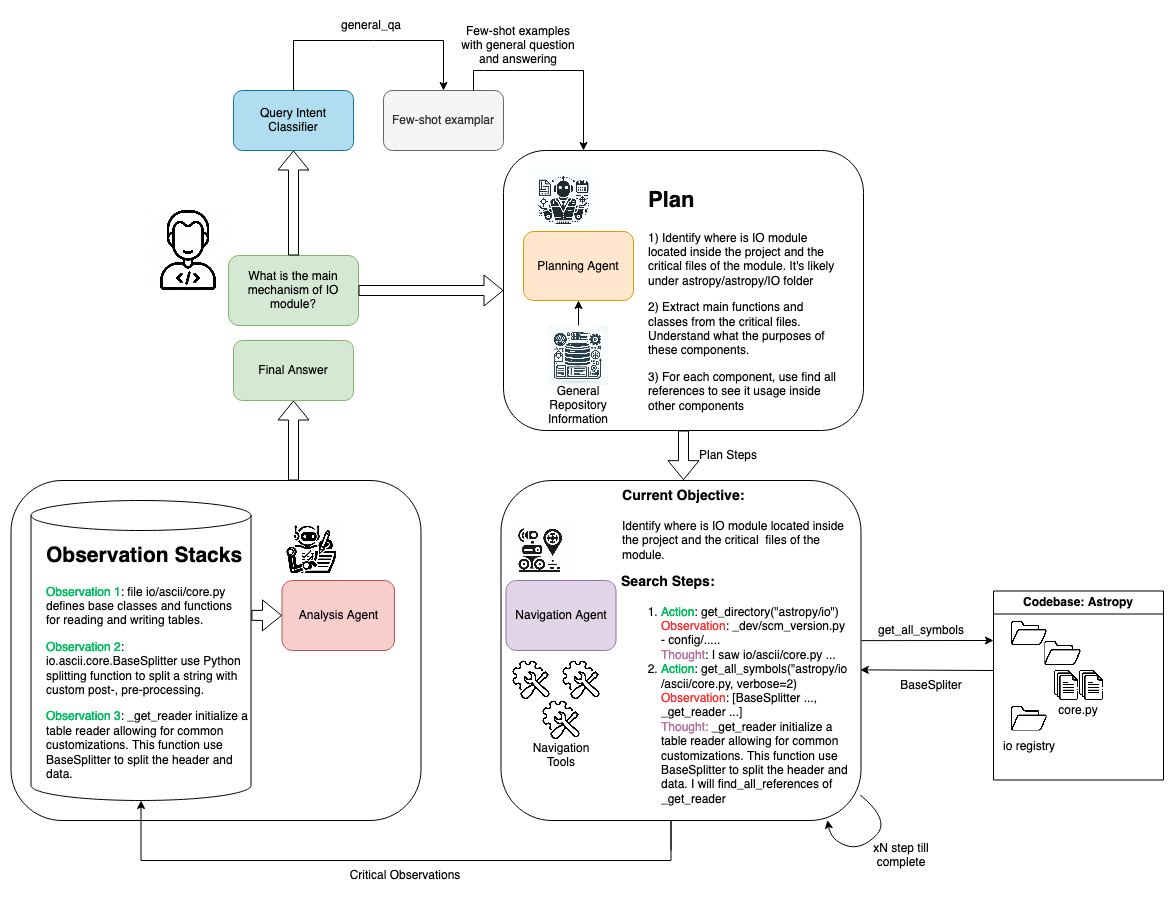 general_qa
Few-shot examples
with general question
and answering
Query Intent
Classifier
Few-shot examplar
What is the main
mechanism of IO
module?
Final Answer
Plan
Planning Agent
General
Repository
Information
1) Identify where is IO module
located inside the project and the
critical files of the module. It's likely
under astropy/astropy/IO folder
2) Extract main functions and
classes from the critical files.
Understand what the purposes of
these components.
3) For each component, use find all
references to see it usage inside
other components
Plan Steps
Observation Stacks
Observation 1: file io/ascii/core.py
defines base classes and functions
for reading and writing tables.
Observation 2:
io.ascii.core.BaseSplitter use Python
splitting function to split a string with
custom post-, pre-processing.
Observation 3: _get_reader initialize a
table reader allowing for common
customizations. This function use
BaseSplitter to split the header and
data.
Analysis Agent
Navigation Agent
Navigation
Tools
Current Objective:
Identify where is IO module located inside
the project and the critical files of the
module.
Search Steps:
1. Action: get_directory("astropy/io")
Observation: _dev/scm_version.py
- config/.....
Thought: I saw io/ascii/core.py ...
2. Action: get_all_symbols("astropy/io
/ascii/core.py, verbose=2)
Observation: [BaseSplitter ...,
_get_reader ...]
Thought: _get_reader initialize a
table reader allowing for common
customizations. This function use
BaseSplitter to split the header and
data. I will find_all_references of
_get_reader
get_all_symbols
BaseSpliter
Codebase: Astropy
core.py
io registry
xN step till
complete
Critical Observations